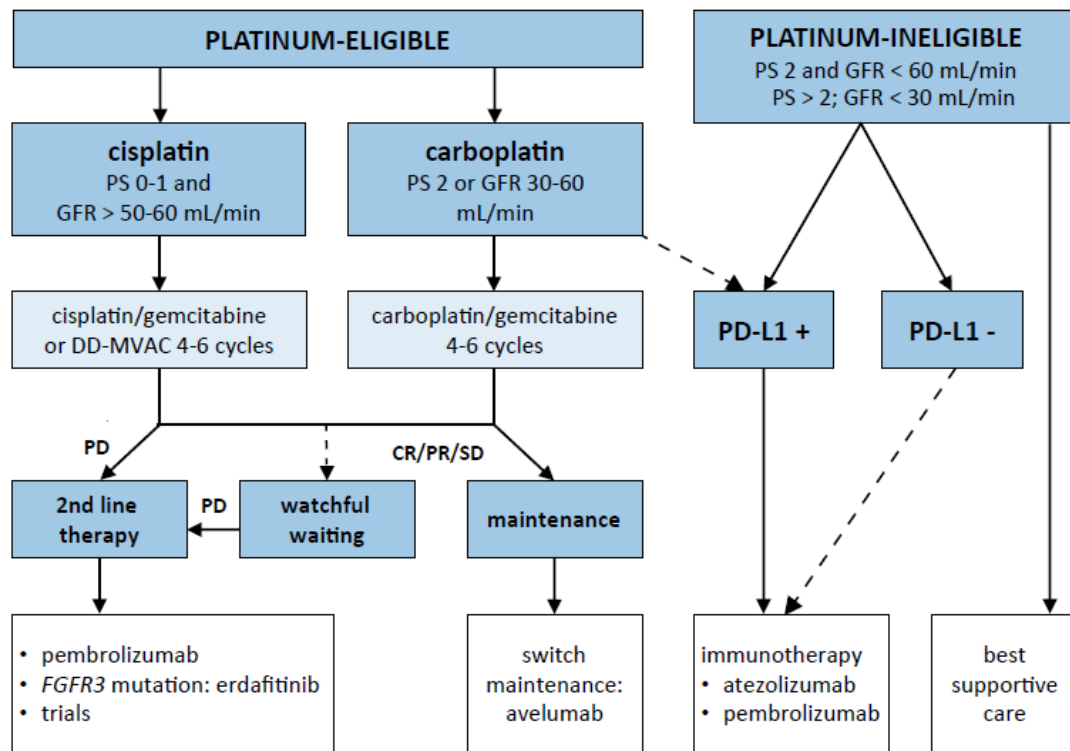 PLATINUM-ELIGIBLE
PLATINUM-INELIGIBLE
PS 2 and GFR < 60 mL/min
PS > 2; GFR < 30 mL/min
cisplatin
PS 0-1 and
GFR > 50-60 mL/min
carboplatin
PS 2 or GFR 30-60
mL/min
cisplatin/gemcitabine
or DD-MVAC 4-6 cycles
carboplatin/gemcitabine
4-6 cycles
PD-L1 +
PD-L1 -
PD
CR/PR/SD
2nd line
therapy
PD
watchful
waiting
maintenance
• pembrolizumab
• FGFR3 mutation: erdafitinib
• trials
switch
maintenance:
avelumab
immunotherapy
• atezolizumab
• pembrolizumab
best
supportive
care